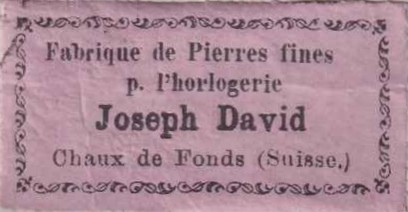 Fabrique de Pierres fines
p. l'horlogerie
Joseph David
Chaux de Fonds (Suisse,)